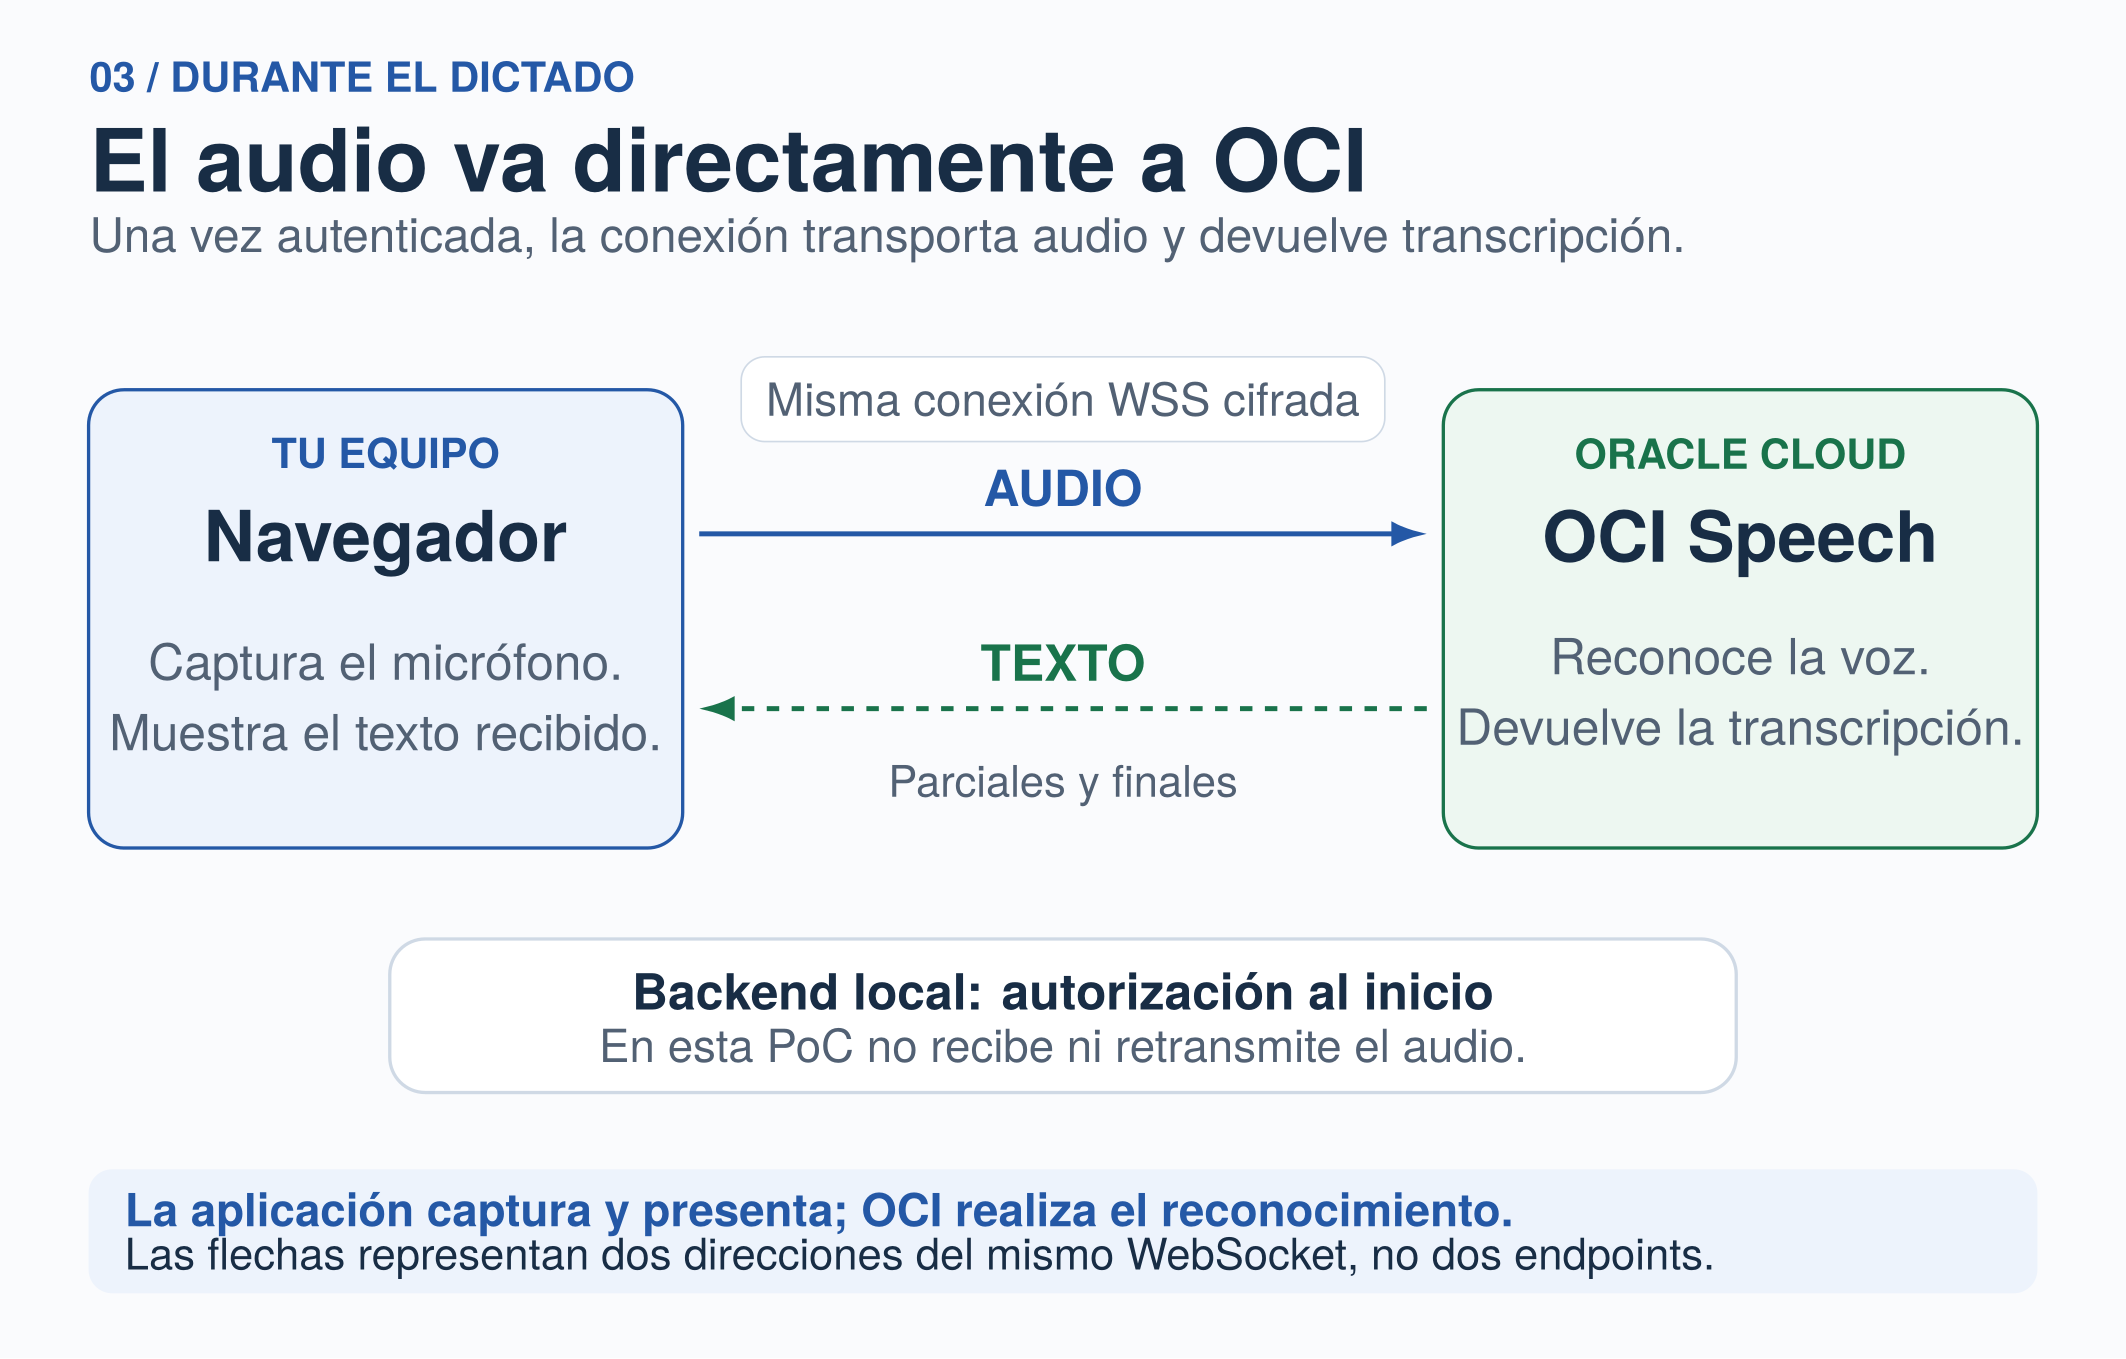 03 / DURANTE EL DICTADO
El audio va directamente a OCI
Una vez autenticada, la conexión transporta audio y devuelve transcripción.
Misma conexión WSS cifrada
TU EQUIPO
Navegador
Captura el micrófono.
Muestra el texto recibido.
AUDIO
TEXTO
Parciales y finales
ORACLE CLOUD
OCI Speech
Reconoce la voz.
Devuelve la transcripción.
Backend local: autorización al inicio
En esta PoC no recibe ni retransmite el audio.
La aplicación captura y presenta; OCI realiza el reconocimiento.
Las flechas representan dos direcciones del mismo WebSocket, no dos endpoints.